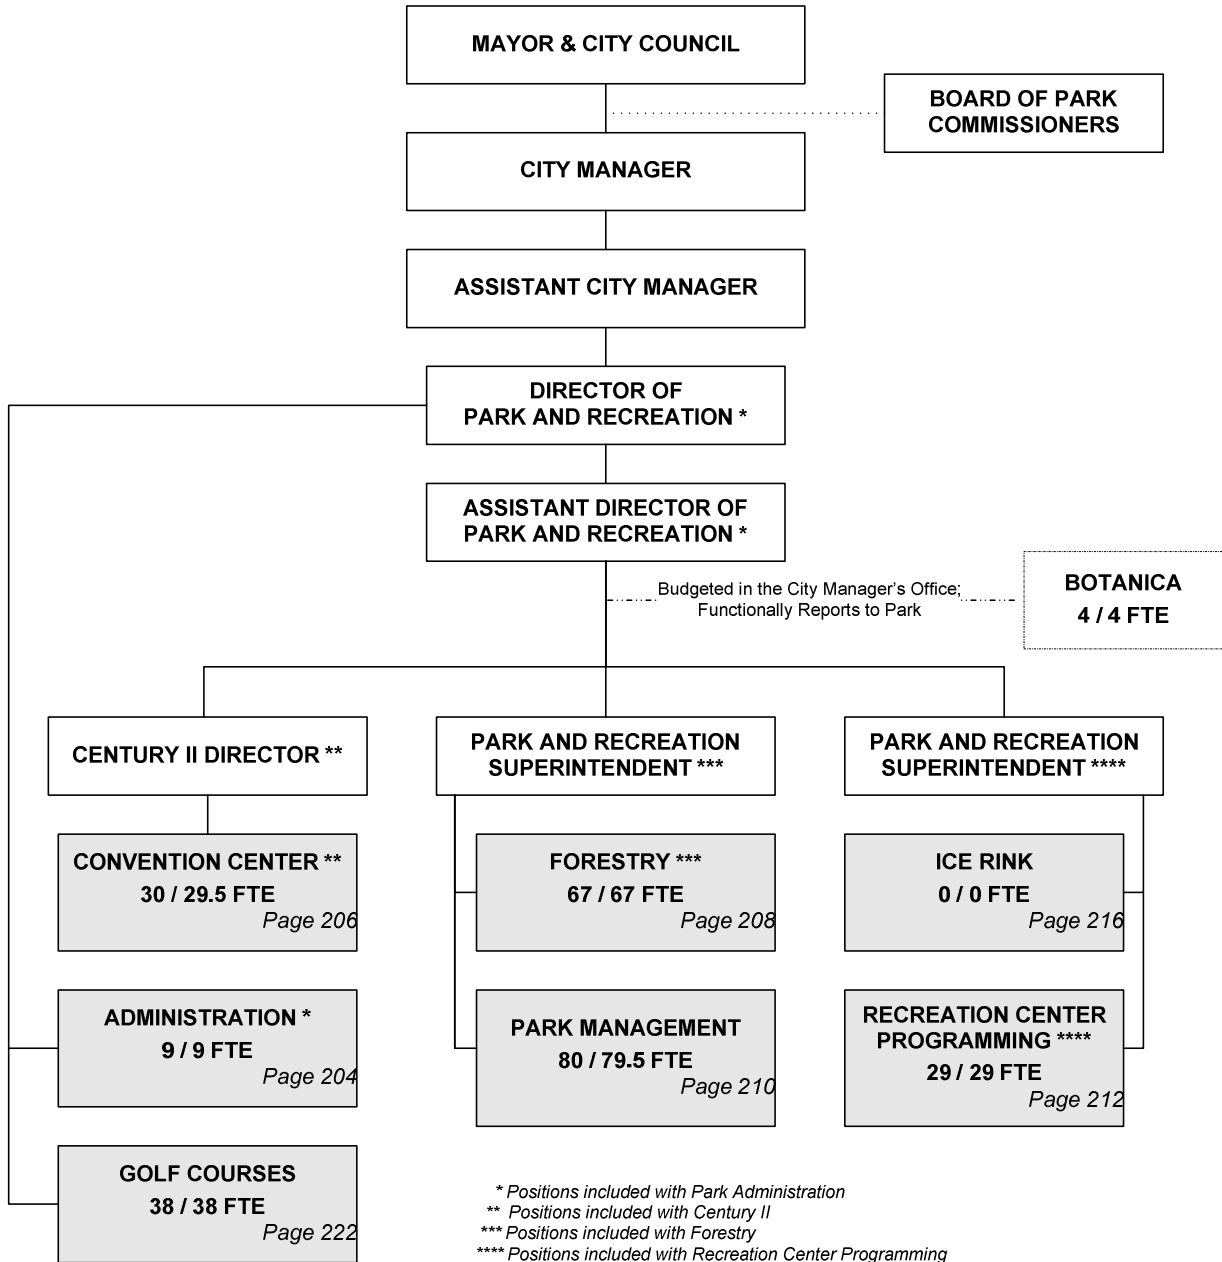 MAYOR & CITY COUNCIL
BOARD OF PARK
COMMISSIONERS
CITY MANAGER
ASSISTANT CITY MANAGER
DIRECTOR OF
PARK AND RECREATION *
ASSISTANT DIRECTOR OF
PARK AND RECREATION *
Budgeted in the City Manager's Office;
Functionally Reports to Park
BOTANICA
4 / 4 FTE
CENTURY II DIRECTOR **
PARK AND RECREATION
SUPERINTENDENT ***
PARK AND RECREATION
SUPERINTENDENT ****
CONVENTION CENTER **
30 / 29.5 FTE
Page 206
FORESTRY ***
67 / 67 FTE
Page 208
ICE RINK
0 / 0 FTE
Page 216
ADMINISTRATION *
9 / 9 FTE
Page 204
PARK MANAGEMENT
80 / 79.5 FTE
Page 210
RECREATION CENTER
PROGRAMMING ****
29 / 29 FTE
Page 212
GOLF COURSES
38 / 38 FTE
Page 222
* Positions included with Park Administration
** Positions included with Century II
*** Positions included with Forestry
**** Positions included with Recreation Center Programming